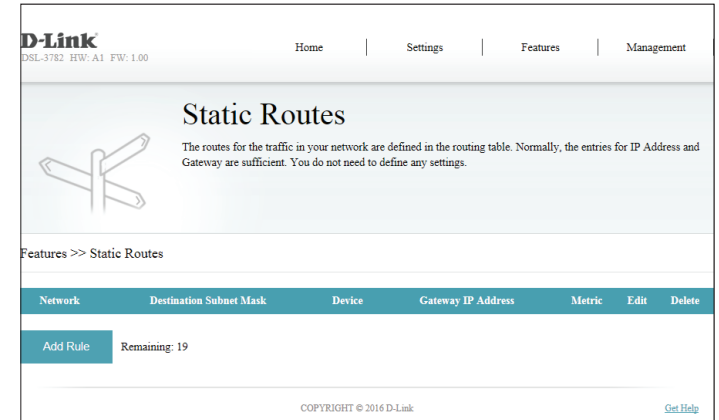 D-Link
DSL-3782 HW: A1 FW: 1.00
Home
Settings
Features
Management
Static Routes
The routes for the traffic in your network are defined in the routing table. Normally, the entries for IP Address and
Gateway are sufficient. You do not need to define any settings.
Features >> Static Routes
Network Destination Subnet Mask Device Gateway IP Address Metric Edit Delete
Add Rule Remaining: 19
COPYRIGHT © 2016 D-Link
Get Help